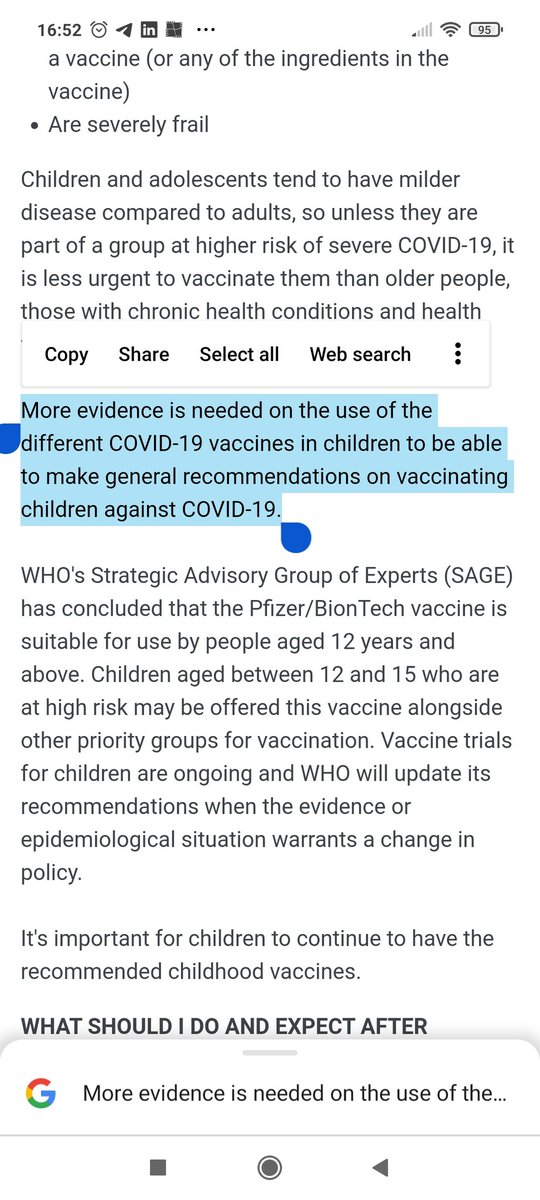 16:52 ... 95
a vaccine (or any of the ingredients in the
vaccine)
• Are severely frail
Children and adolescents tend to have milder
disease compared to adults, so unless they are
part of a group at higher risk of severe COVID-19, it
is less urgent to vaccinate them than older people,
those with chronic health conditions and health
Copy Share Select all Web search
More evidence is needed on the use of the
different COVID-19 vaccines in children to be able
to make general recommendations on vaccinating
children against COVID-19.
WHO's Strategic Advisory Group of Experts (SAGE)
has concluded that the Pfizer/BionTech vaccine is
suitable for use by people aged 12 years and
above. Children aged between 12 and 15 who are
at high risk may be offered this vaccine alongside
other priority groups for vaccination. Vaccine trials
for children are ongoing and WHO will update its
recommendations when the evidence or
epidemiological situation warrants a change in
policy.
It's important for children to continue to have the
recommended childhood vaccines.
WHAT SHOULD I DO AND EXPECT AFTER
More evidence is needed on the use of the...